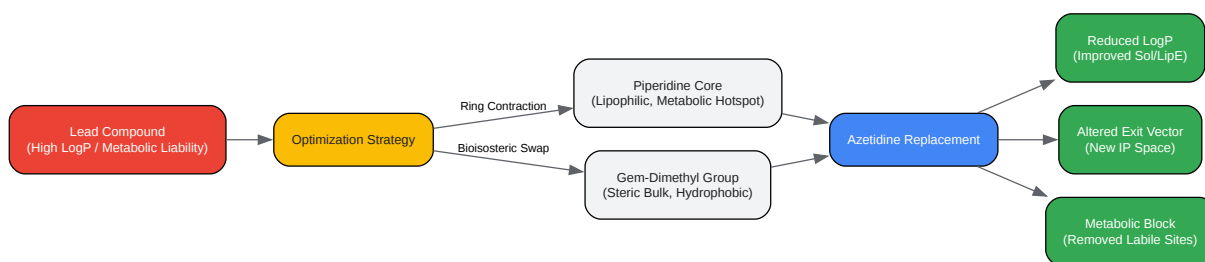 Lead Compound
(High LogP / Metabolic Liability)
Optimization Strategy
Ring Contraction
Bioisosteric Swap
Piperidine Core
(Lipophilic, Metabolic Hotspot)
Gem-Dimethyl Group
(Steric Bulk, Hydrophobic)
Azetidine Replacement
Reduced LogP
(Improved Sol/LipE)
Altered Exit Vector
(New IP Space)
Metabolic Block
(Removed Labile Sites)